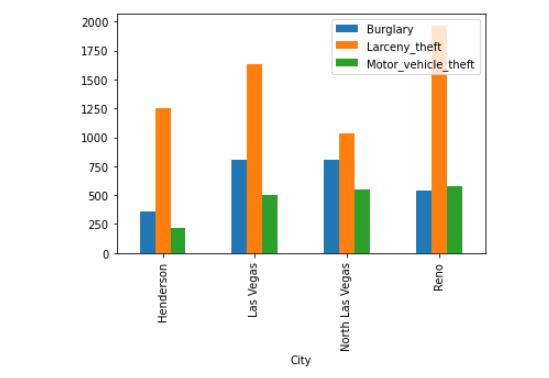 2000
1750
1500
1250
1000
750
500
250
0
Burglary
Larceny_theft
Motor_vehicle_theft
Henderson
Las Vegas
North Las Vegas
Reno
City